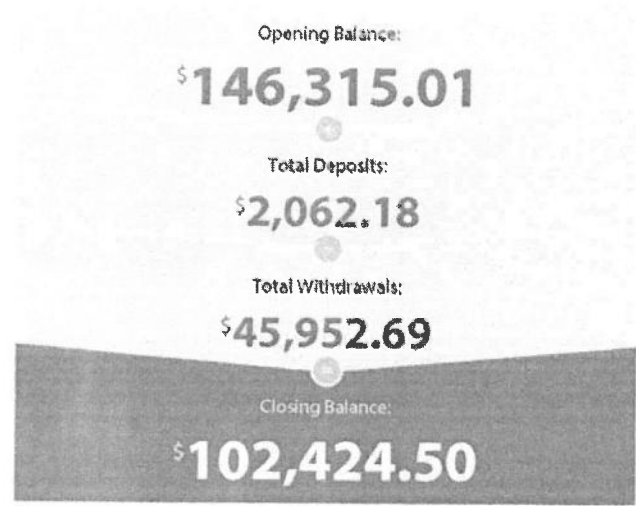 Opening Balance:
$146,315.01
Total Deposits:
$2,062.18
Total Withdrawals:
$45,952.69
Closing Balance:
$102,424.50